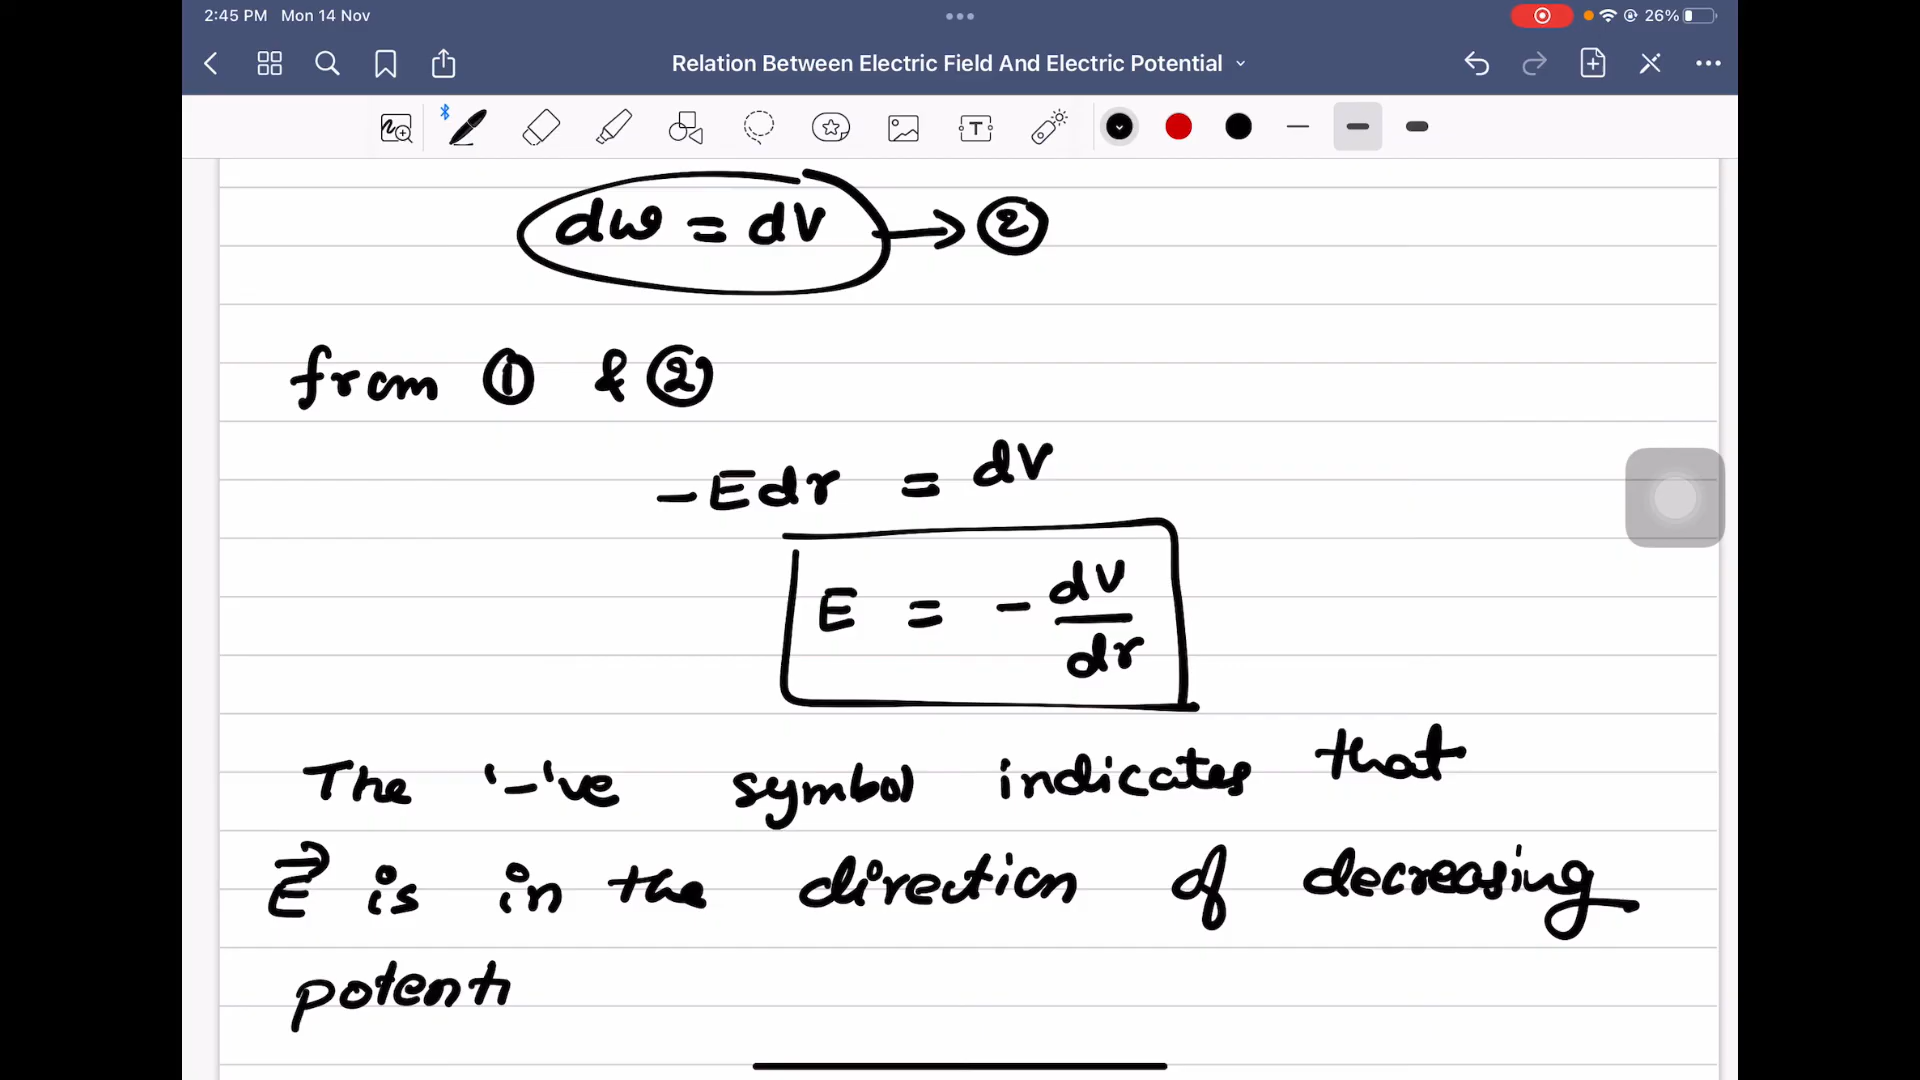 2:45 PM Mon 14 Nov
26%
Relation Between Electric Field And Electric Potential
dw = dV → ②
from ① & ②
-Edr = dV
E = - dV/dr
The '-'ve symbol indicates that
E⃗ is in the direction of decreasing
potenti